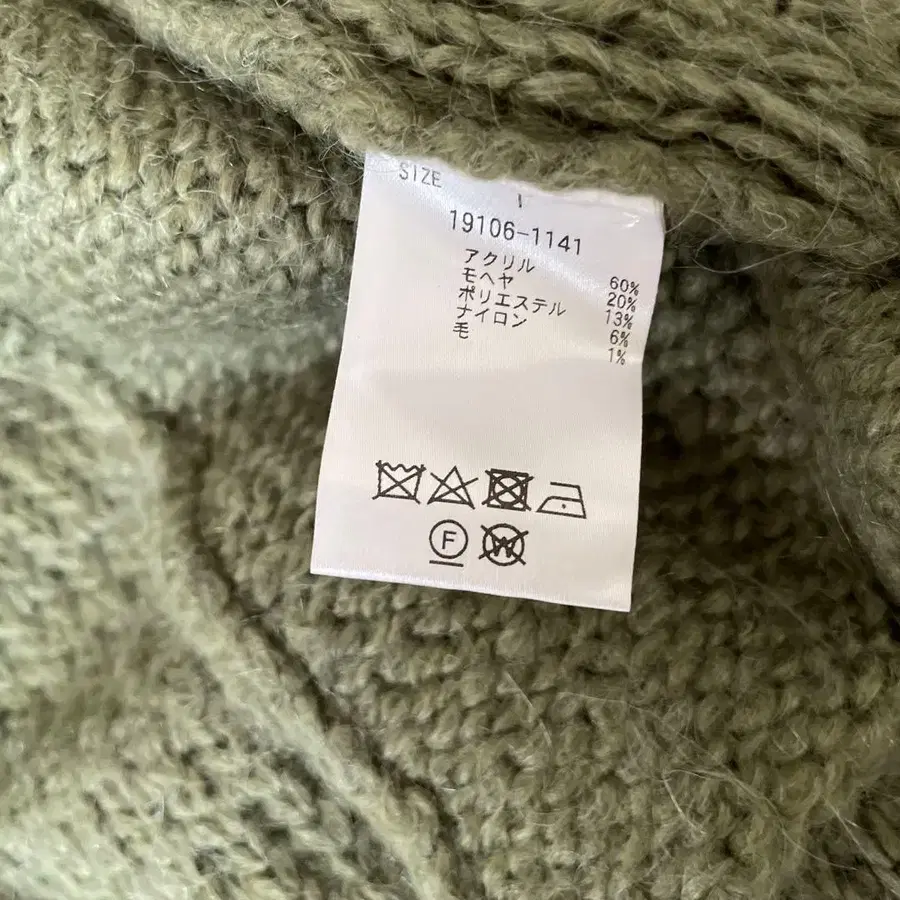 SIZE 1
19106-1141
アクリル 60%
モヘヤ 20%
ポリエステル 13%
ナイロン 6%
毛 1%
F W